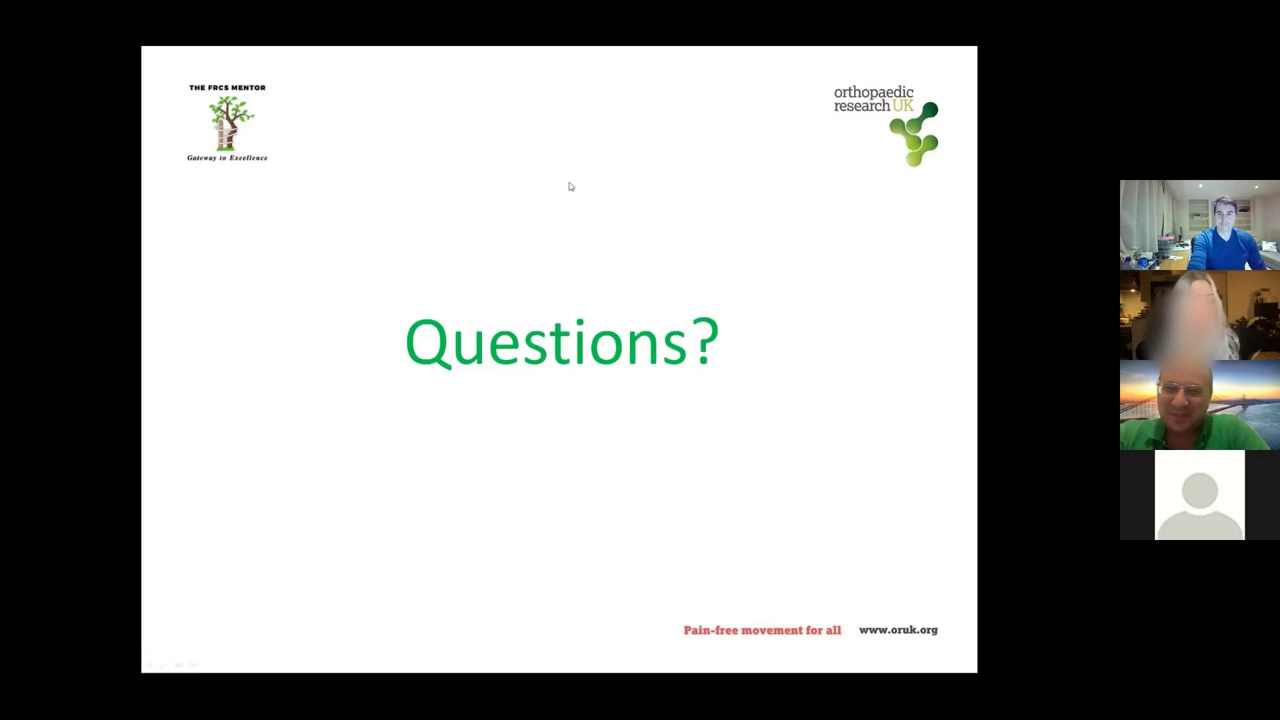 THE FRCS MENTOR
Gateway to Excellence
orthopaedic
research UK
Questions?
Pain-free movement for all www.oruk.org